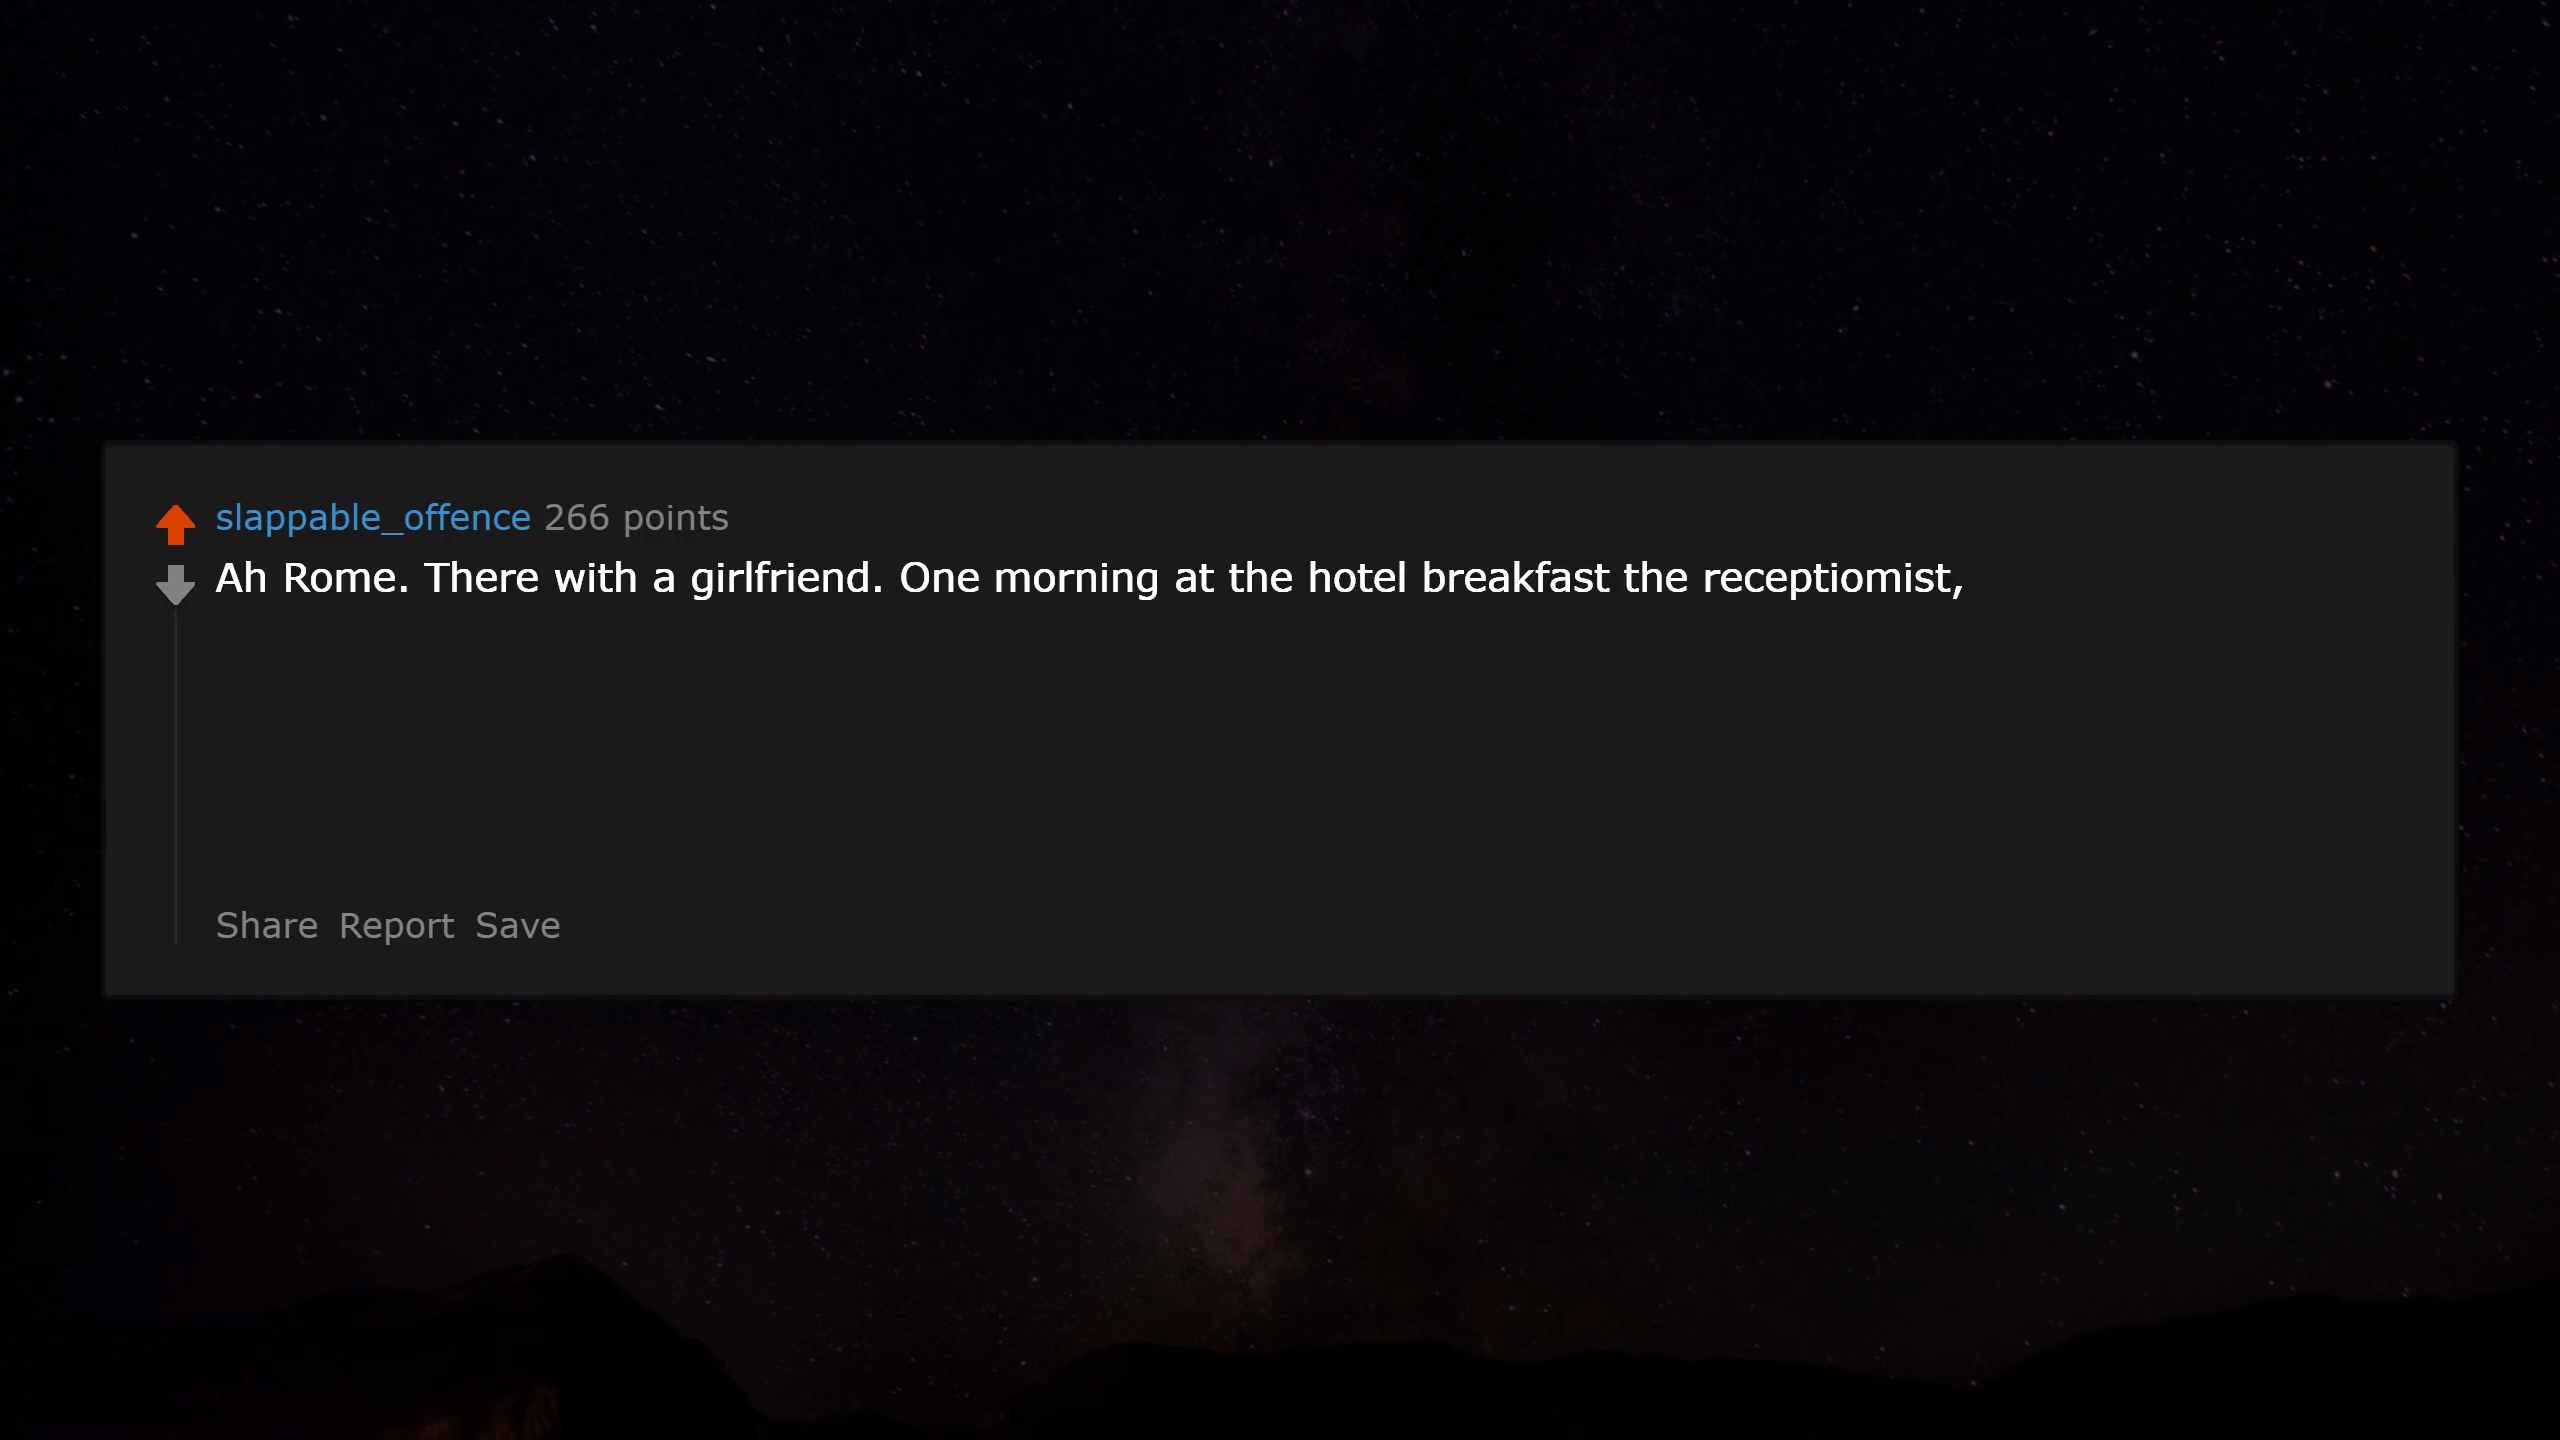 slappable_offence 266 points
Ah Rome. There with a girlfriend. One morning at the hotel breakfast the receptiomist,
Share Report Save